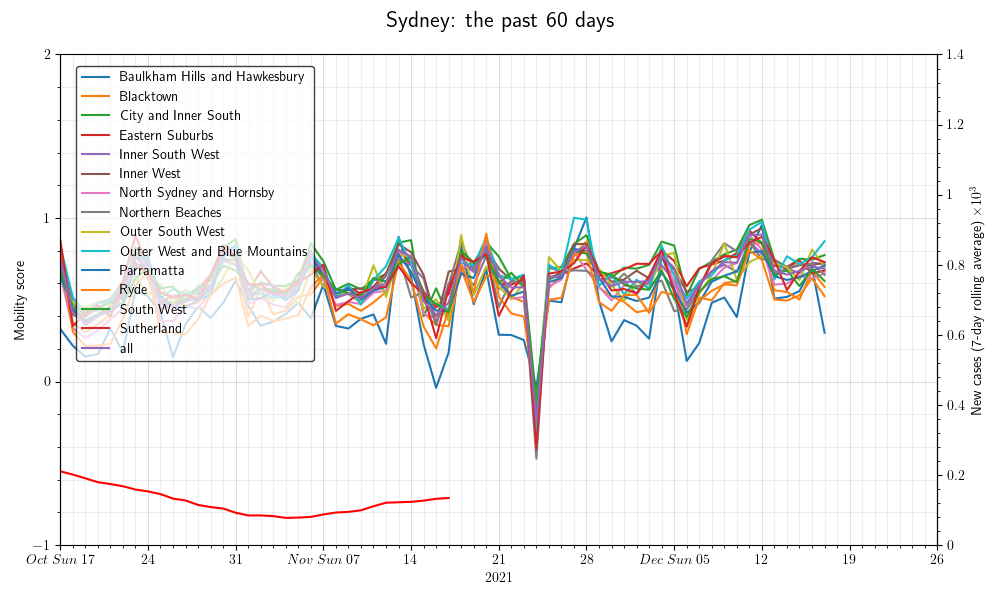 Sydney: the past 60 days
2
1
0
−1
Mobility score
Baulkham Hills and Hawkesbury
Blacktown
City and Inner South
Eastern Suburbs
Inner South West
Inner West
North Sydney and Hornsby
Northern Beaches
Outer South West
Outer West and Blue Mountains
Parramatta
Ryde
South West
Sutherland
all
1.4
1.2
1
0.8
0.6
0.4
0.2
0
New cases (7-day rolling average) ×10³
Oct Sun 17 24 31 Nov Sun 07 14 21 28 Dec Sun 05 12 19 26
2021